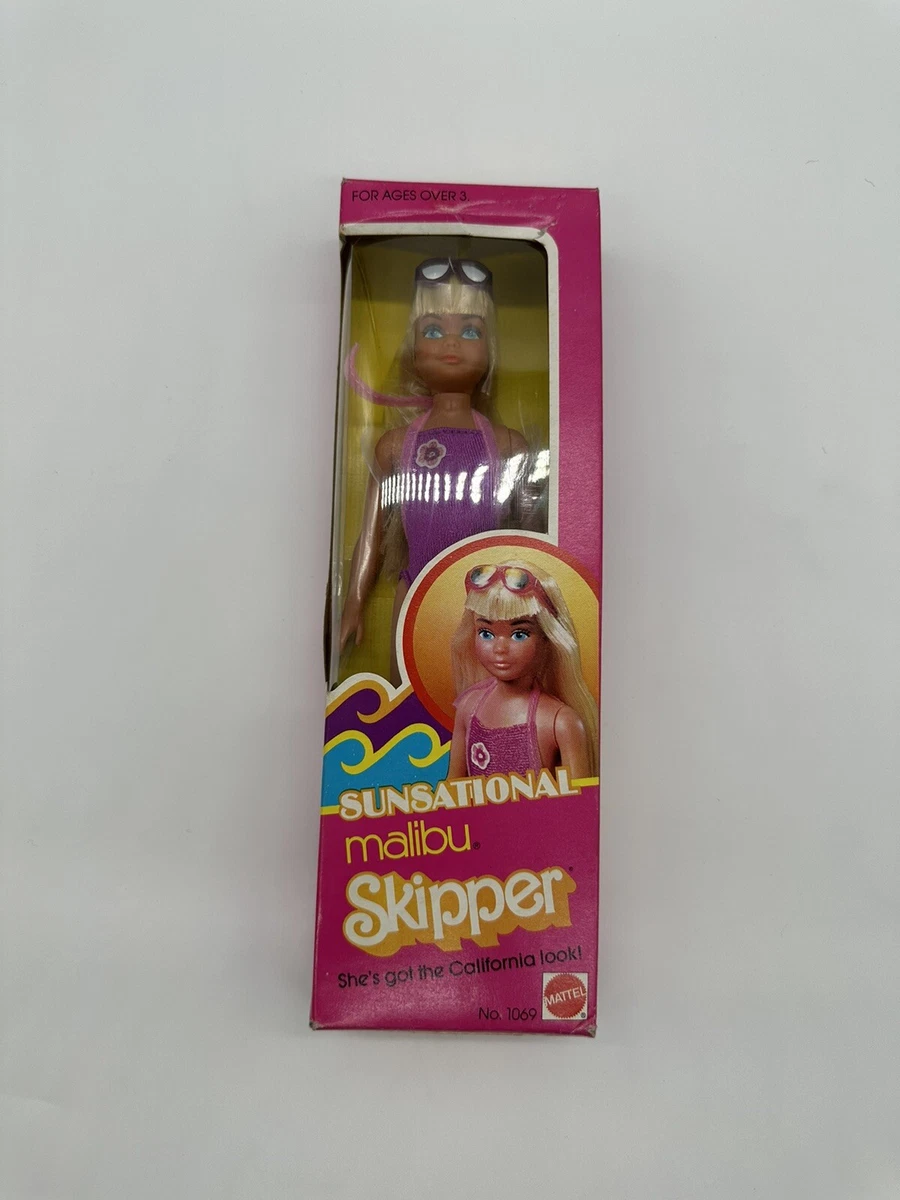 FOR AGES OVER 3.
SUNSATIONAL
malibu®
Skipper®
She's got the California look!
No. 1069
MATTEL
®